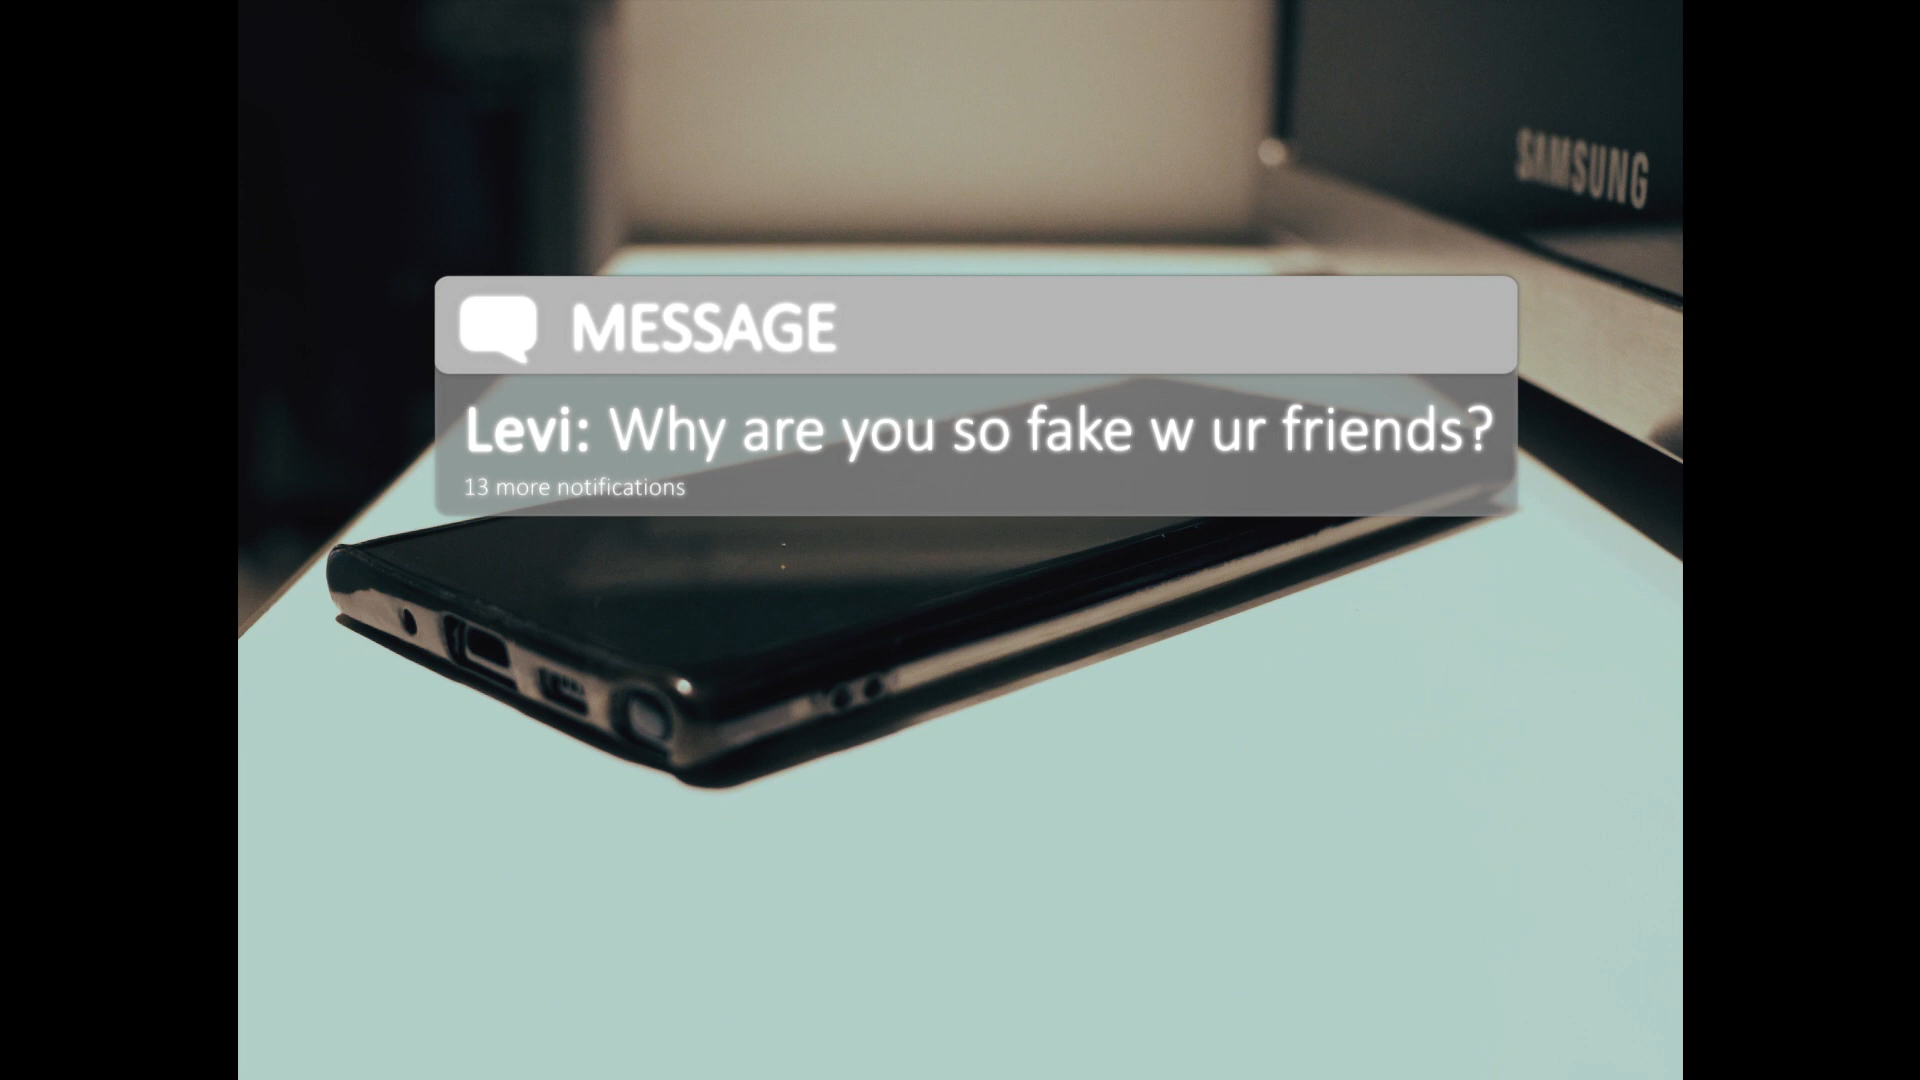 SAMSUNG
MESSAGE
Levi: Why are you so fake w ur friends?
13 more notifications